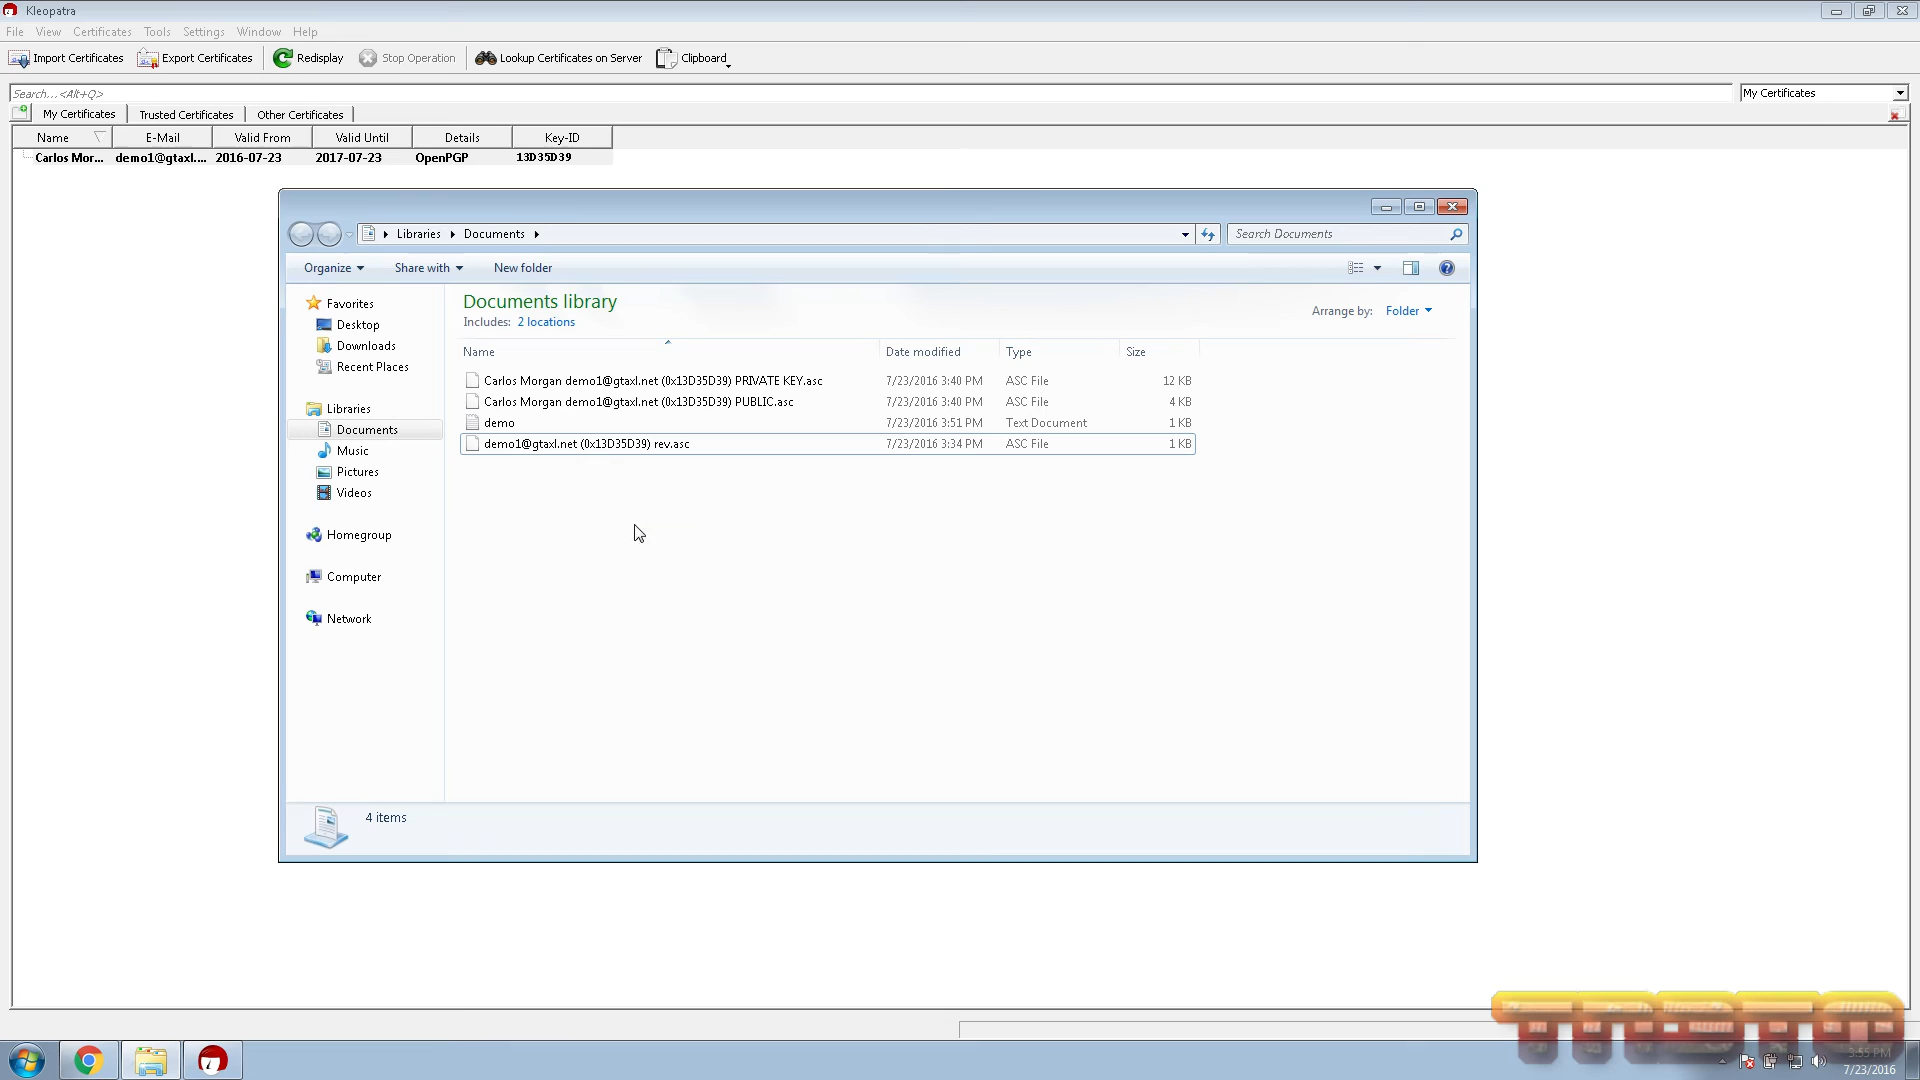 Kleopatra
File View Certificates Tools Settings Window Help
Import Certificates Export Certificates Redisplay Stop Operation Lookup Certificates on Server Clipboard
Search...<Alt+Q> My Certificates
My Certificates Trusted Certificates Other Certificates
Name E-Mail Valid From Valid Until Details Key-ID
Carlos Mor... demo1@gtaxl.... 2016-07-23 2017-07-23 OpenPGP 13D35D39
Libraries Documents Search Documents
Organize Share with New folder
Favorites
Desktop
Downloads
Recent Places
Libraries
Documents
Music
Pictures
Videos
Homegroup
Computer
Network
Documents library
Includes: 2 locations
Arrange by: Folder
Name Date modified Type Size
Carlos Morgan demo1@gtaxl.net (0x13D35D39) PRIVATE KEY.asc 7/23/2016 3:40 PM ASC File 12 KB
Carlos Morgan demo1@gtaxl.net (0x13D35D39) PUBLIC.asc 7/23/2016 3:40 PM ASC File 4 KB
demo 7/23/2016 3:51 PM Text Document 1 KB
demo1@gtaxl.net (0x13D35D39) rev.asc 7/23/2016 3:34 PM ASC File 1 KB
4 items
3:55 PM
7/23/2016